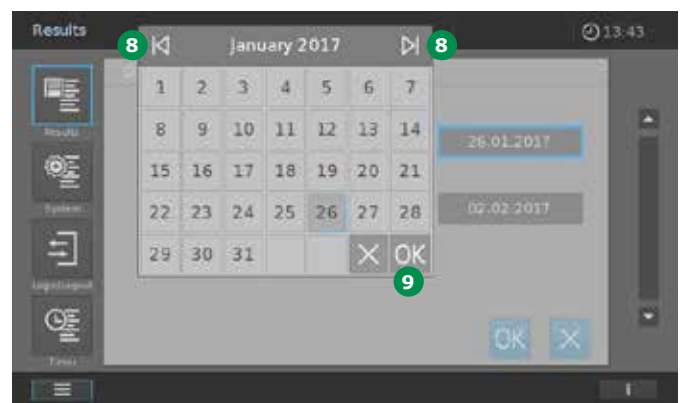 Results
13:43
8
January 2017
8
1 2 3 4 5 6 7
8 9 10 11 12 13 14
15 16 17 18 19 20 21
22 23 24 25 26 27 28
29 30 31 OK
9
26.01.2017
02.02.2017
Results
System
Timer
OK